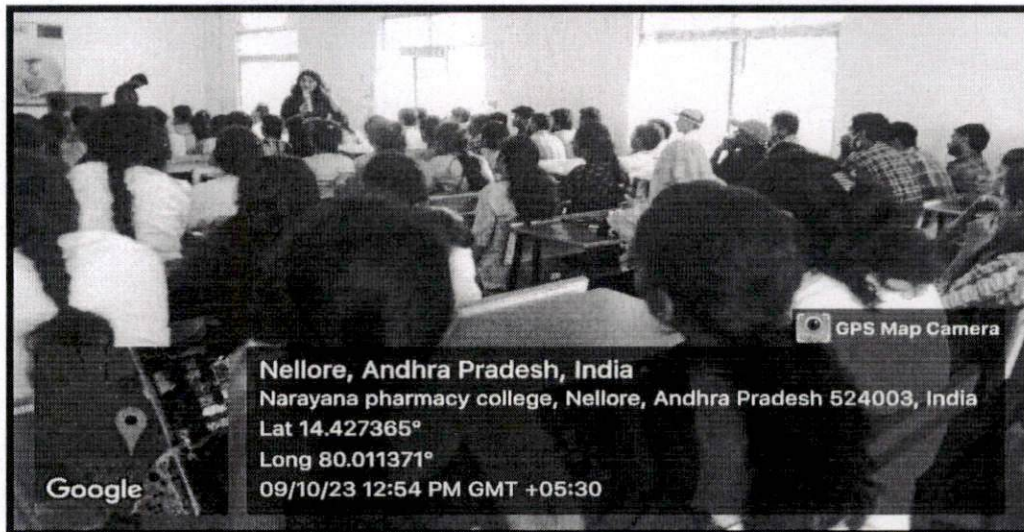 GPS Map Camera
Nellore, Andhra Pradesh, India
Narayana pharmacy college, Nellore, Andhra Pradesh 524003, India
Lat 14.427365°
Long 80.011371°
09/10/23 12:54 PM GMT +05:30
Google